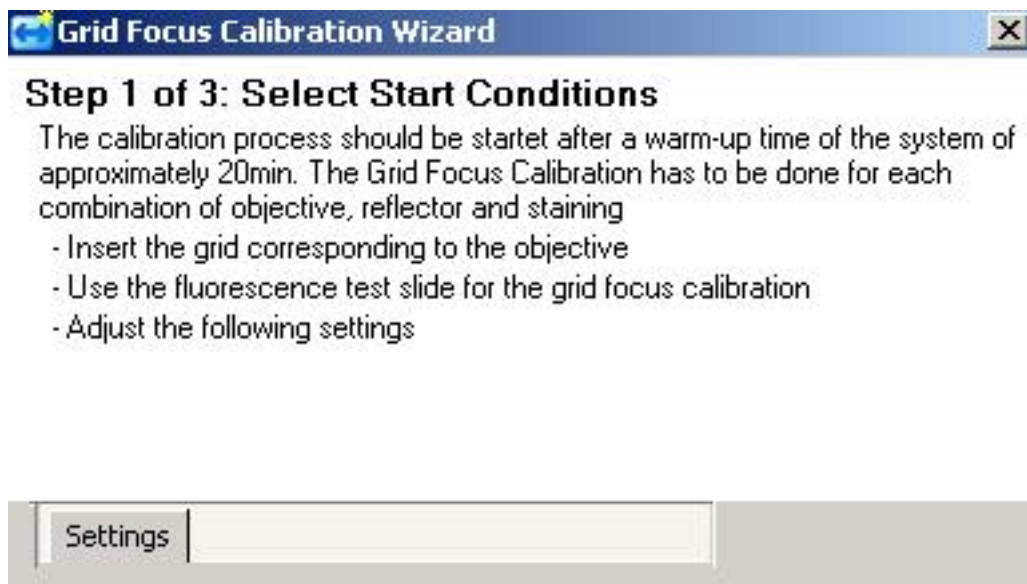 Grid Focus Calibration Wizard
Step 1 of 3: Select Start Conditions
The calibration process should be startet after a warm-up time of the system of
approximately 20min. The Grid Focus Calibration has to be done for each
combination of objective, reflector and staining
- Insert the grid corresponding to the objective
- Use the fluorescence test slide for the grid focus calibration
- Adjust the following settings
Settings